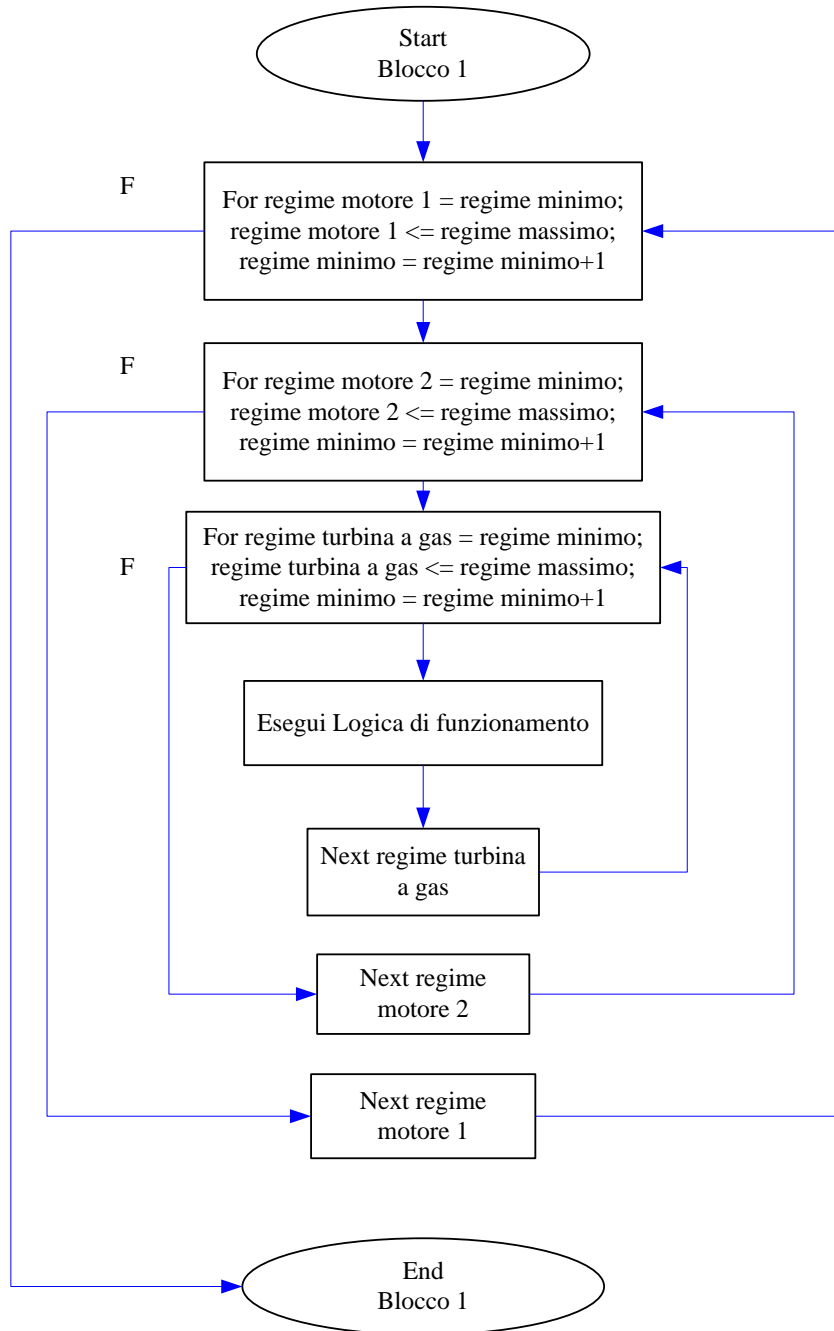 Start
Blocco 1
F
For regime motore 1 = regime minimo;
regime motore 1 <= regime massimo;
regime minimo = regime minimo+1
F
For regime motore 2 = regime minimo;
regime motore 2 <= regime massimo;
regime minimo = regime minimo+1
For regime turbina a gas = regime minimo;
F
regime turbina a gas <= regime massimo;
regime minimo = regime minimo+1
Esegui Logica di funzionamento
Next regime turbina
a gas
Next regime
motore 2
Next regime
motore 1
End
Blocco 1